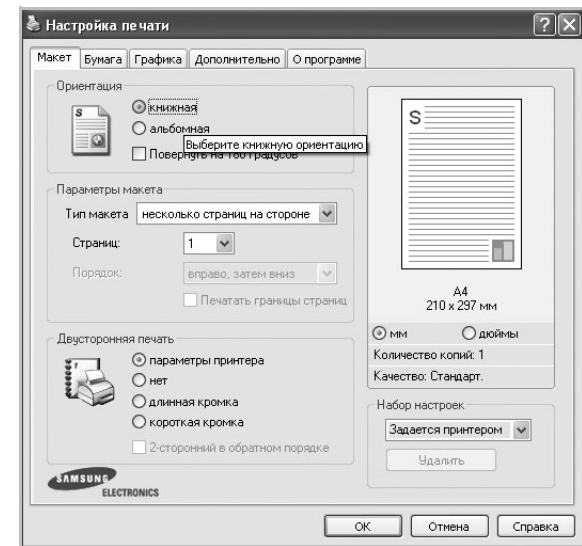 Настройка печати
Макет Бумага Графика Дополнительно О программе
Ориентация
S
книжная
альбомная
Выберите книжную ориентацию
Повернуть на 180 градусов
Параметры макета
Тип макета несколько страниц на стороне
Страниц: 1
Порядок: вправо, затем вниз
Печатать границы страниц
Двусторонняя печать
параметры принтера
нет
длинная кромка
короткая кромка
2-сторонний в обратном порядке
SAMSUNG
ELECTRONICS
S
A4
210 x 297 мм
мм дюймы
Количество копий: 1
Качество: Стандарт.
Набор настроек
Задается принтером
Удалить
ОК Отмена Справка